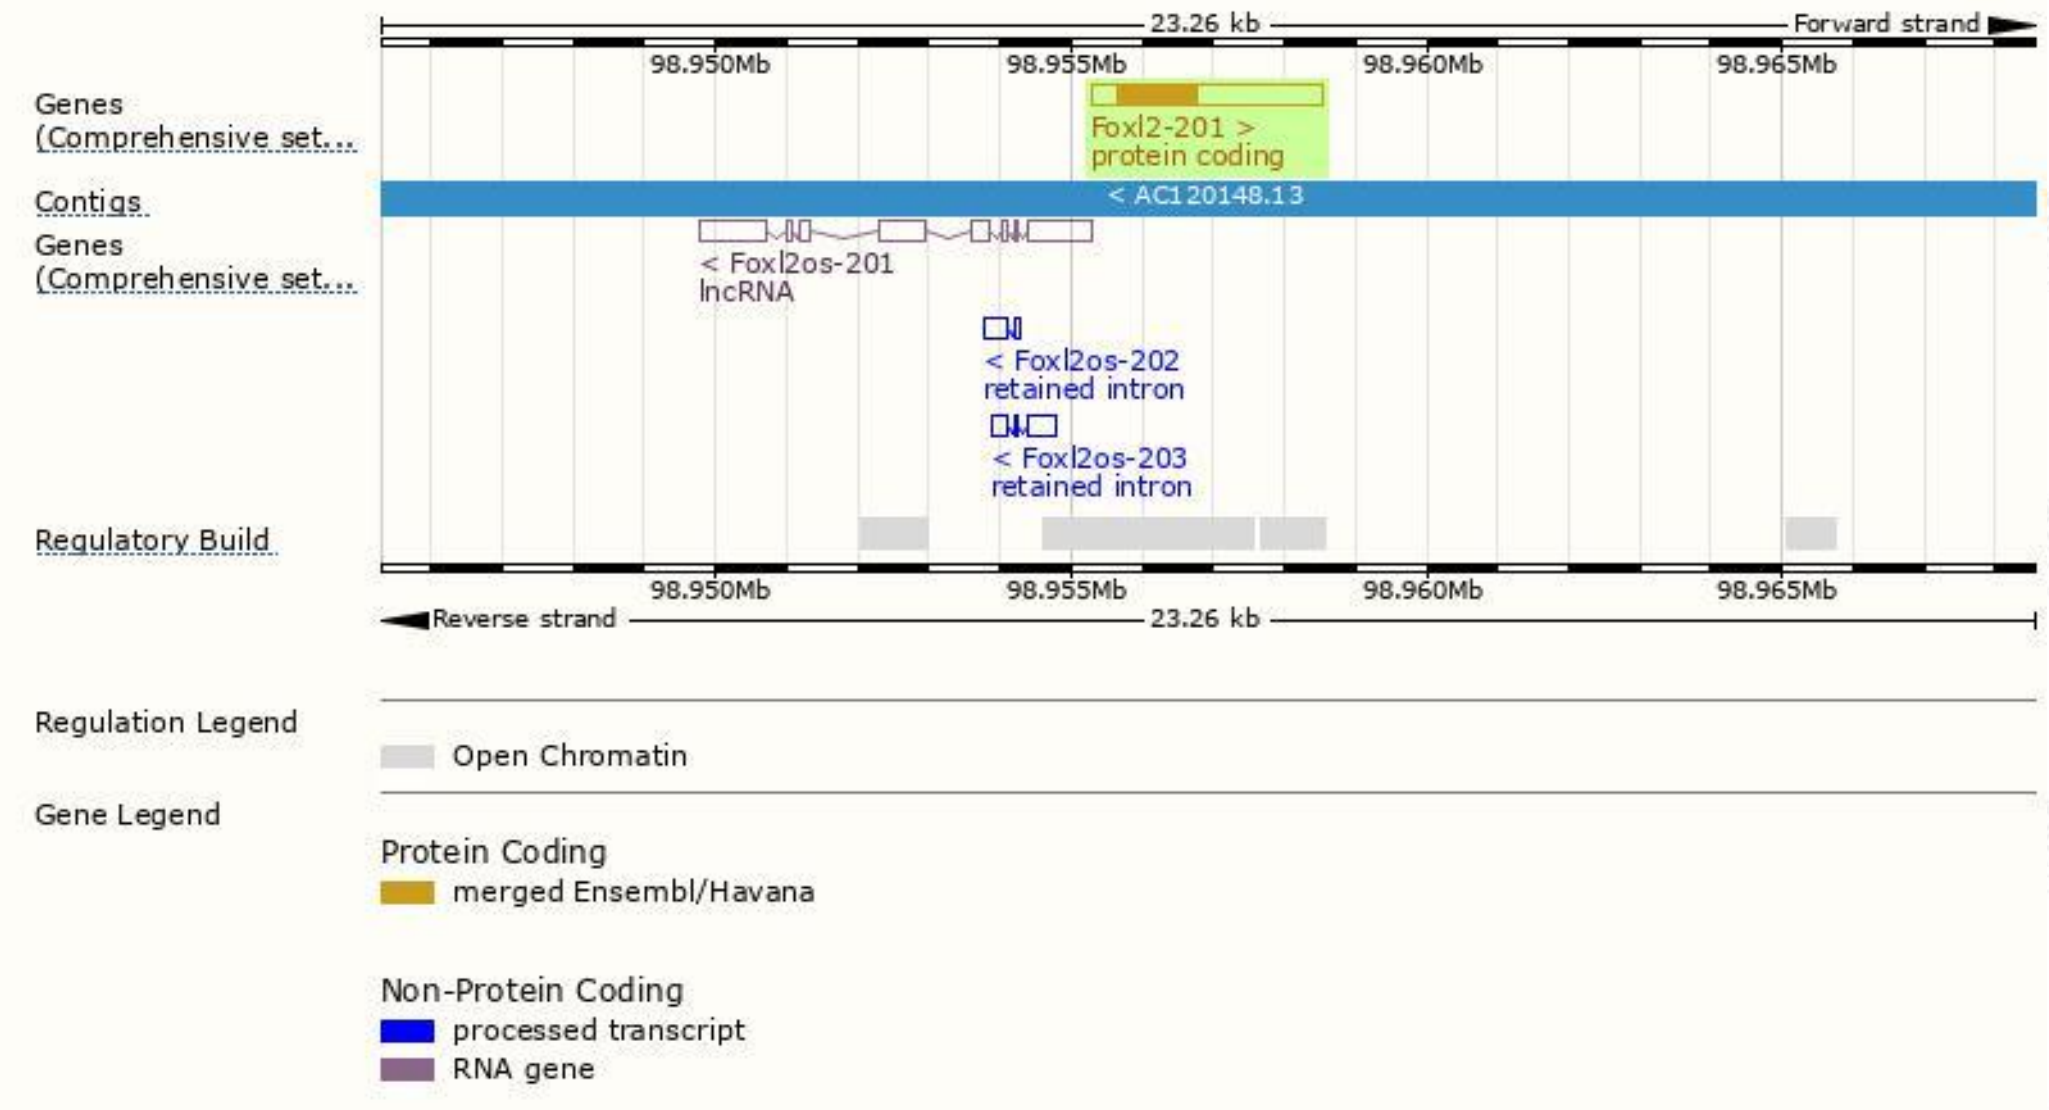 23.26 kb
Forward strand
98.950Mb 98.955Mb 98.960Mb 98.965Mb
Genes
(Comprehensive set...
Foxl2-201 >
protein coding
Contigs
< AC120148.13
Genes
(Comprehensive set...
< Foxl2os-201
lncRNA
< Foxl2os-202
retained intron
< Foxl2os-203
retained intron
Regulatory Build
98.950Mb 98.955Mb 98.960Mb 98.965Mb
Reverse strand
23.26 kb
Regulation Legend
Open Chromatin
Gene Legend
Protein Coding
merged Ensembl/Havana
Non-Protein Coding
processed transcript
RNA gene